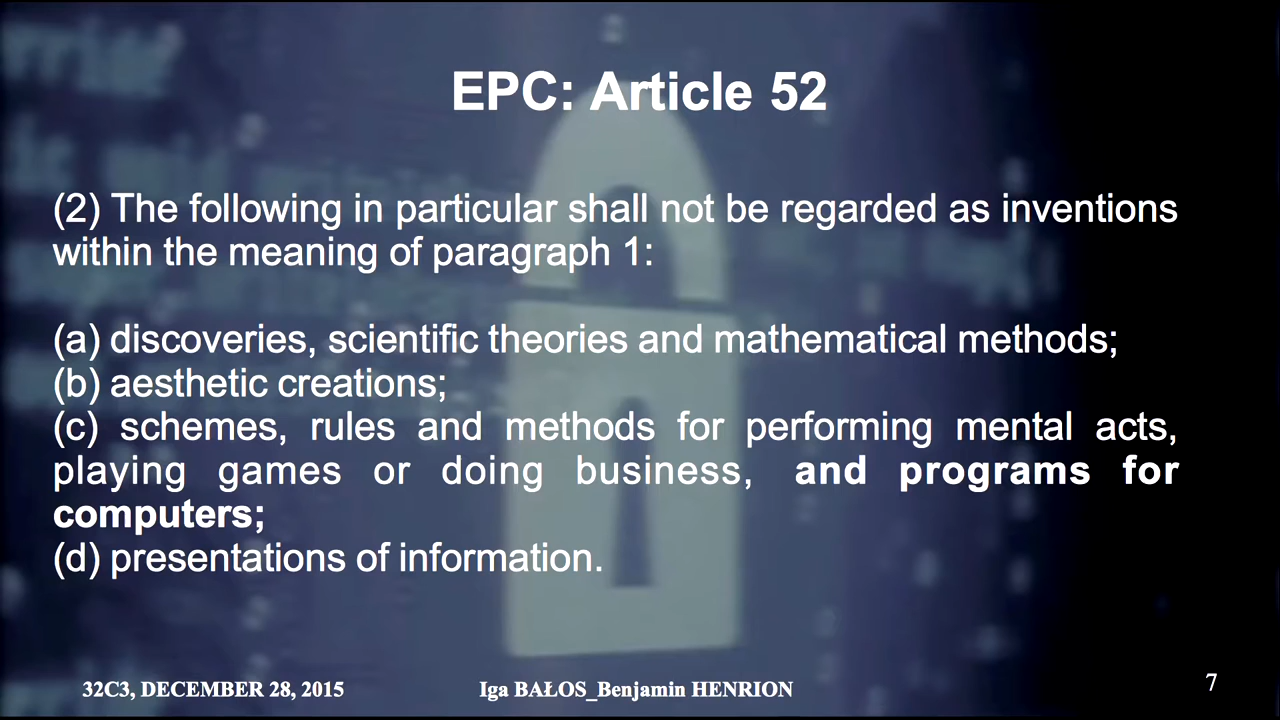 EPC: Article 52
(2) The following in particular shall not be regarded as inventions
within the meaning of paragraph 1:
(a) discoveries, scientific theories and mathematical methods;
(b) aesthetic creations;
(c) schemes, rules and methods for performing mental acts,
playing games or doing business, and programs for
computers;
(d) presentations of information.
32C3, DECEMBER 28, 2015
Iga BAŁOS_Benjamin HENRION
7